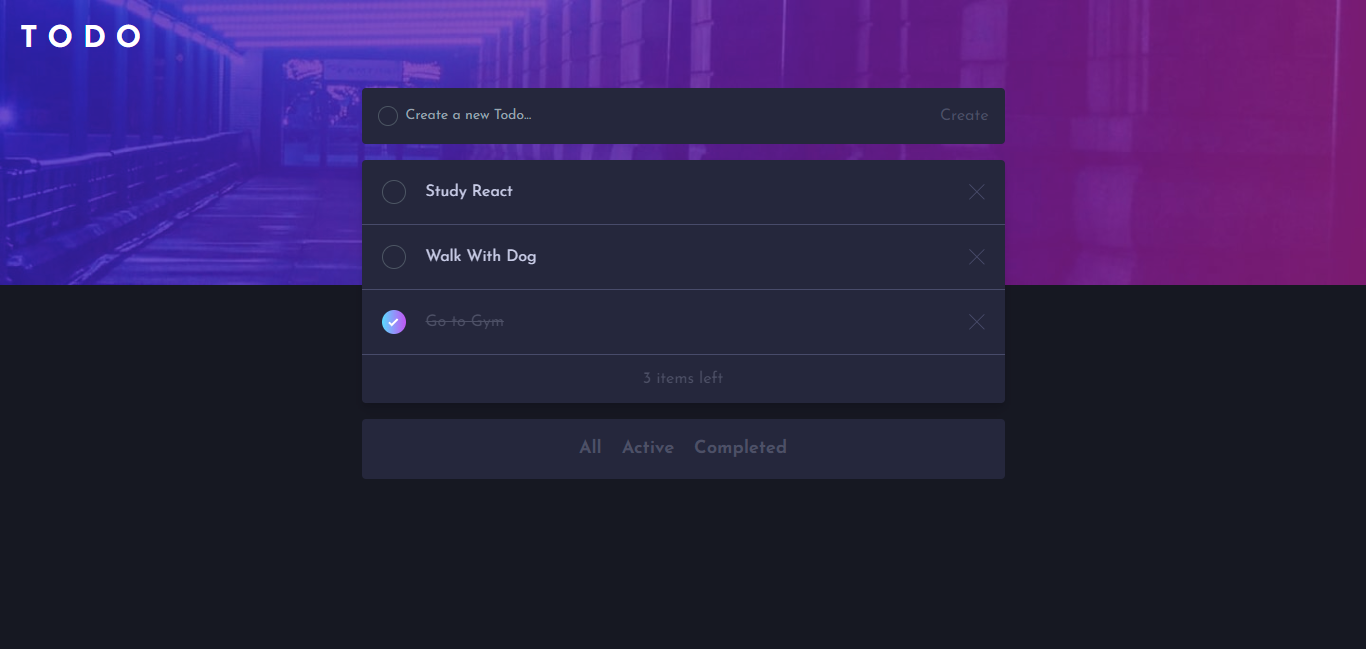 TODO
Create a new Todo...
Create
Study React
Walk With Dog
Go to Gym
3 items left
All Active Completed